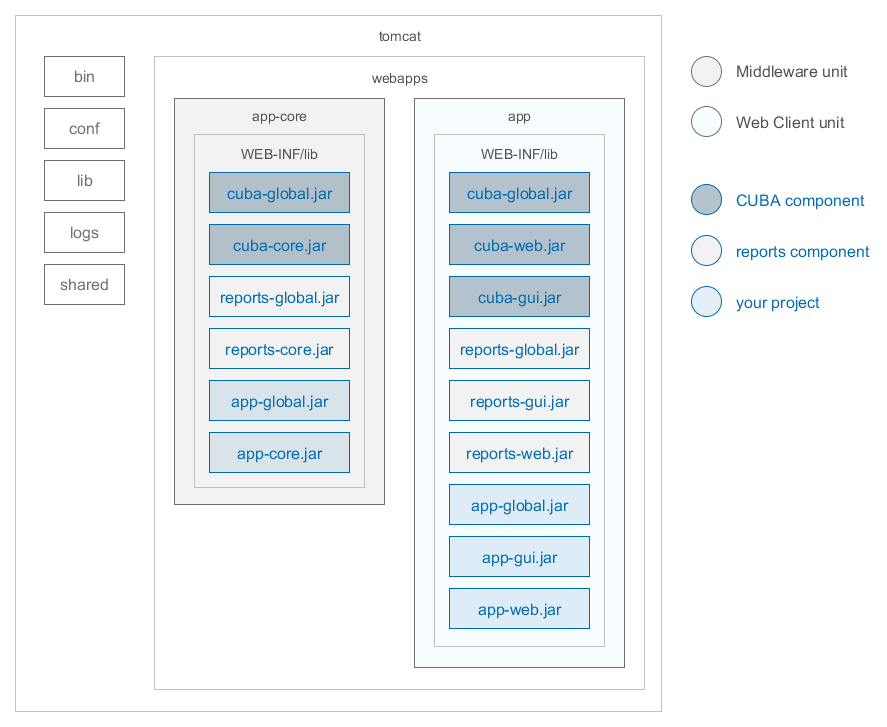 tomcat
bin
conf
lib
logs
shared
webapps
app-core
WEB-INF/lib
cuba-global.jar
cuba-core.jar
reports-global.jar
reports-core.jar
app-global.jar
app-core.jar
app
WEB-INF/lib
cuba-global.jar
cuba-web.jar
cuba-gui.jar
reports-global.jar
reports-gui.jar
reports-web.jar
app-global.jar
app-gui.jar
app-web.jar
Middleware unit
Web Client unit
CUBA component
reports component
your project